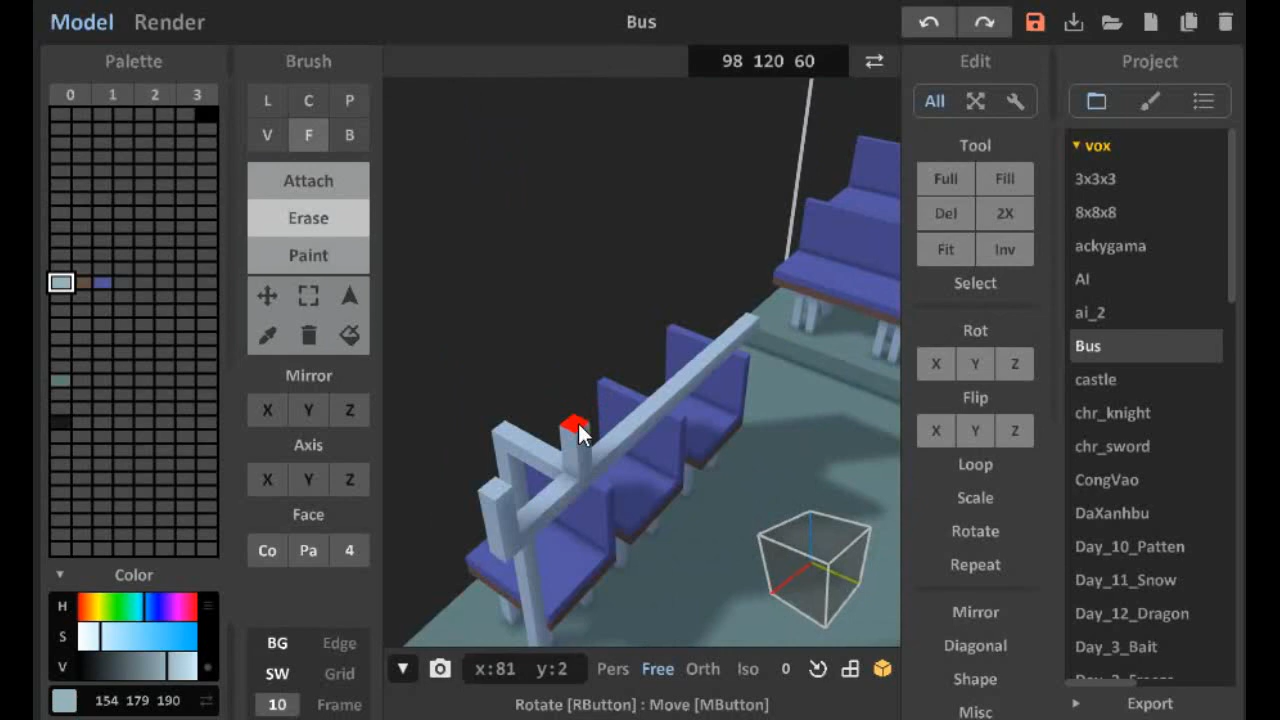 Model Render Bus
Palette Brush 98 120 60 Edit Project
0 1 2 3
L C P
V F B
All
Attach
Erase
Paint
Mirror
X Y Z
Axis
X Y Z
Face
Co Pa 4
Tool
Full Fill
Del 2X
Fit Inv
Select
Rot
X Y Z
Flip
X Y Z
Loop
Scale
Rotate
Repeat
Mirror
Diagonal
Shape
Misc
vox
3x3x3
8x8x8
ackygama
AI
ai_2
Bus
castle
chr_knight
chr_sword
CongVao
DaXanhbu
Day_10_Patten
Day_11_Snow
Day_12_Dragon
Day_3_Bait
Export
Color
H
S
V
154 179 190
BG Edge
SW Grid
10 Frame
x:81 y:2 Pers Free Orth Iso 0
Rotate [RButton] : Move [MButton]